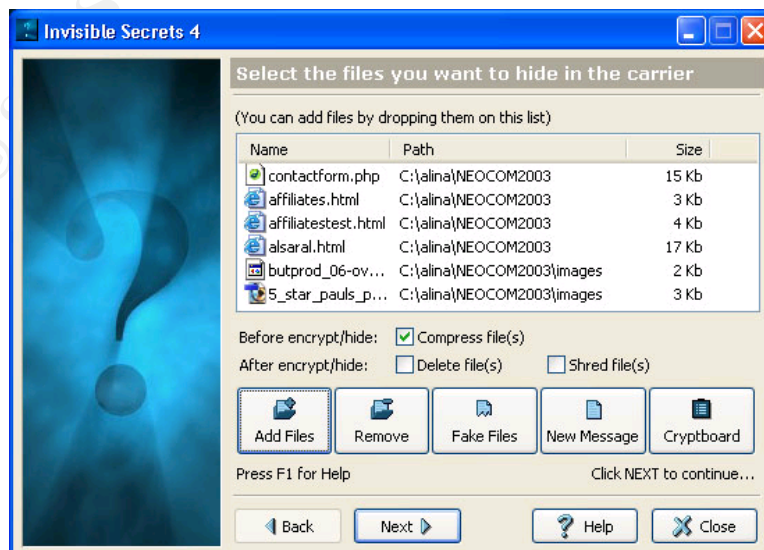 Invisible Secrets 4
Select the files you want to hide in the carrier
(You can add files by dropping them on this list)
Name Path Size
contactform.php C:\alina\NEOCOM2003 15 Kb
affiliates.html C:\alina\NEOCOM2003 3 Kb
affiliatestest.html C:\alina\NEOCOM2003 4 Kb
alsaral.html C:\alina\NEOCOM2003 17 Kb
butprod_06-ov... C:\alina\NEOCOM2003\images 2 Kb
5_star_pauls_p... C:\alina\NEOCOM2003\images 3 Kb
Before encrypt/hide: Compress file(s)
After encrypt/hide: Delete file(s) Shred file(s)
Add Files Remove Fake Files New Message Cryptboard
Press F1 for Help Click NEXT to continue...
Back Next Help Close